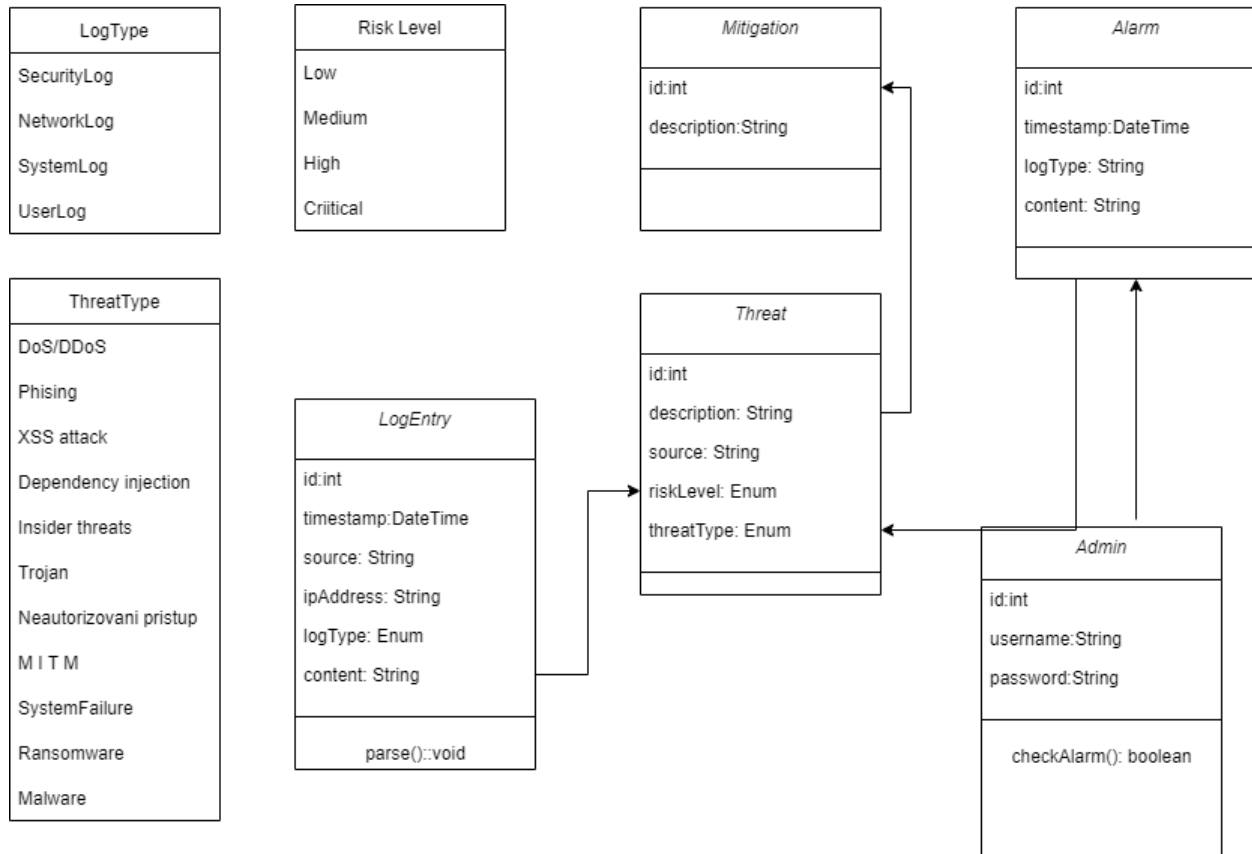 LogType
SecurityLog
NetworkLog
SystemLog
UserLog
Risk Level
Low
Medium
High
Criitical
Mitigation
id:int
description:String
Alarm
id:int
timestamp:DateTime
logType: String
content: String
ThreatType
DoS/DDoS
Phising
XSS attack
Dependency injection
Insider threats
Trojan
Neautorizovani pristup
M I T M
SystemFailure
Ransomware
Malware
LogEntry
id:int
timestamp:DateTime
source: String
ipAddress: String
logType: Enum
content: String
parse()::void
Threat
id:int
description: String
source: String
riskLevel: Enum
threatType: Enum
Admin
id:int
username:String
password:String
checkAlarm(): boolean